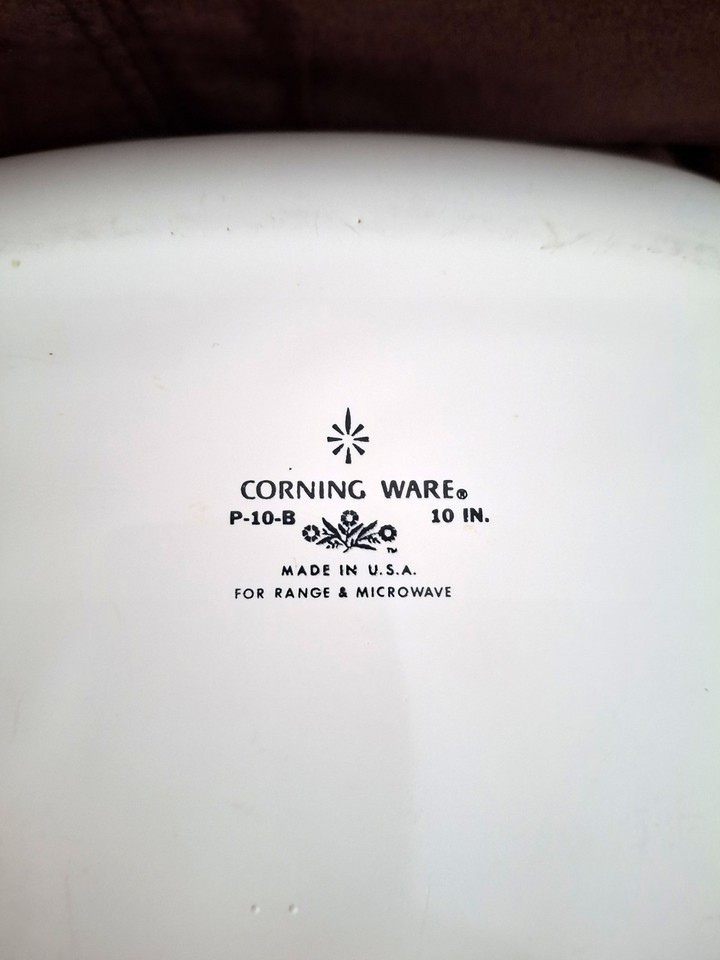 CORNING WARE®
P-10-B 10 IN.
™
MADE IN U.S.A.
FOR RANGE & MICROWAVE